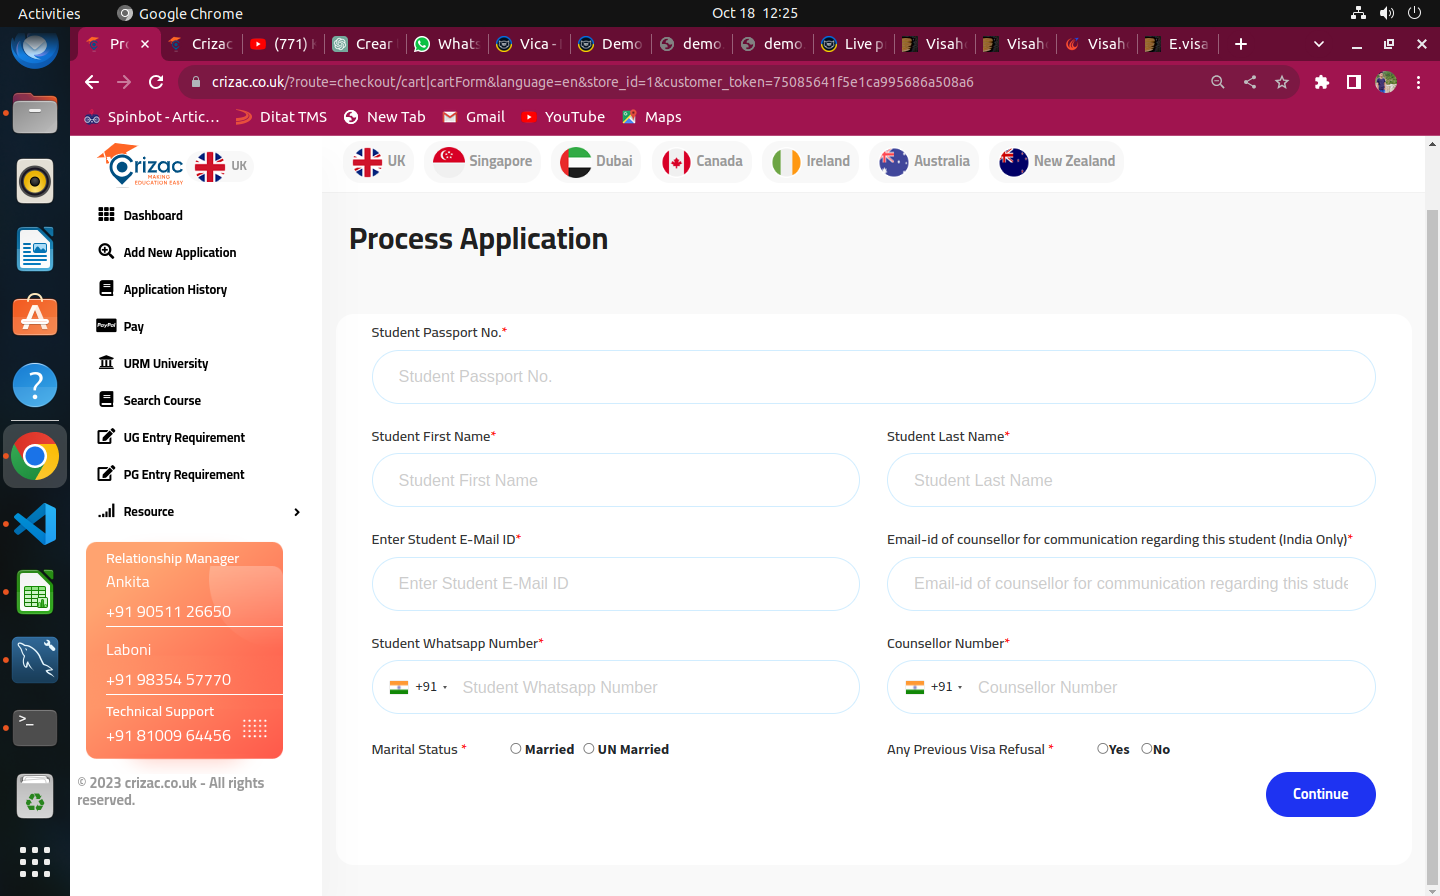 Activities
Google Chrome
Oct 18 12:25
Pro
Crizac
(771)
Crear
Whats
Vica -
Demo
demo.
demo.
Live p
Visah
Visah
Visah
E.visa
crizac.co.uk/?route=checkout/cart|cartForm&language=en&store_id=1&customer_token=75085641f5e1ca995686a508a6
Spinbot - Artic...
Ditat TMS
New Tab
Gmail
YouTube
Maps
Crizac
MAKING
EDUCATION EASY
UK
UK
Singapore
Dubai
Canada
Ireland
Australia
New Zealand
Dashboard
Add New Application
Application History
PayPal
Pay
URM University
Search Course
UG Entry Requirement
PG Entry Requirement
Resource
Relationship Manager
Ankita
+91 90511 26650
Laboni
+91 98354 57770
Technical Support
+91 81009 64456
© 2023 crizac.co.uk - All rights
reserved.
Process Application
Student Passport No.*
Student Passport No.
Student First Name*
Student Last Name*
Student First Name
Student Last Name
Enter Student E-Mail ID*
Email-id of counsellor for communication regarding this student (India Only)*
Enter Student E-Mail ID
Email-id of counsellor for communication regarding this stude
Student Whatsapp Number*
Counsellor Number*
+91
Student Whatsapp Number
+91
Counsellor Number
Marital Status *
Married
UN Married
Any Previous Visa Refusal *
Yes
No
Continue